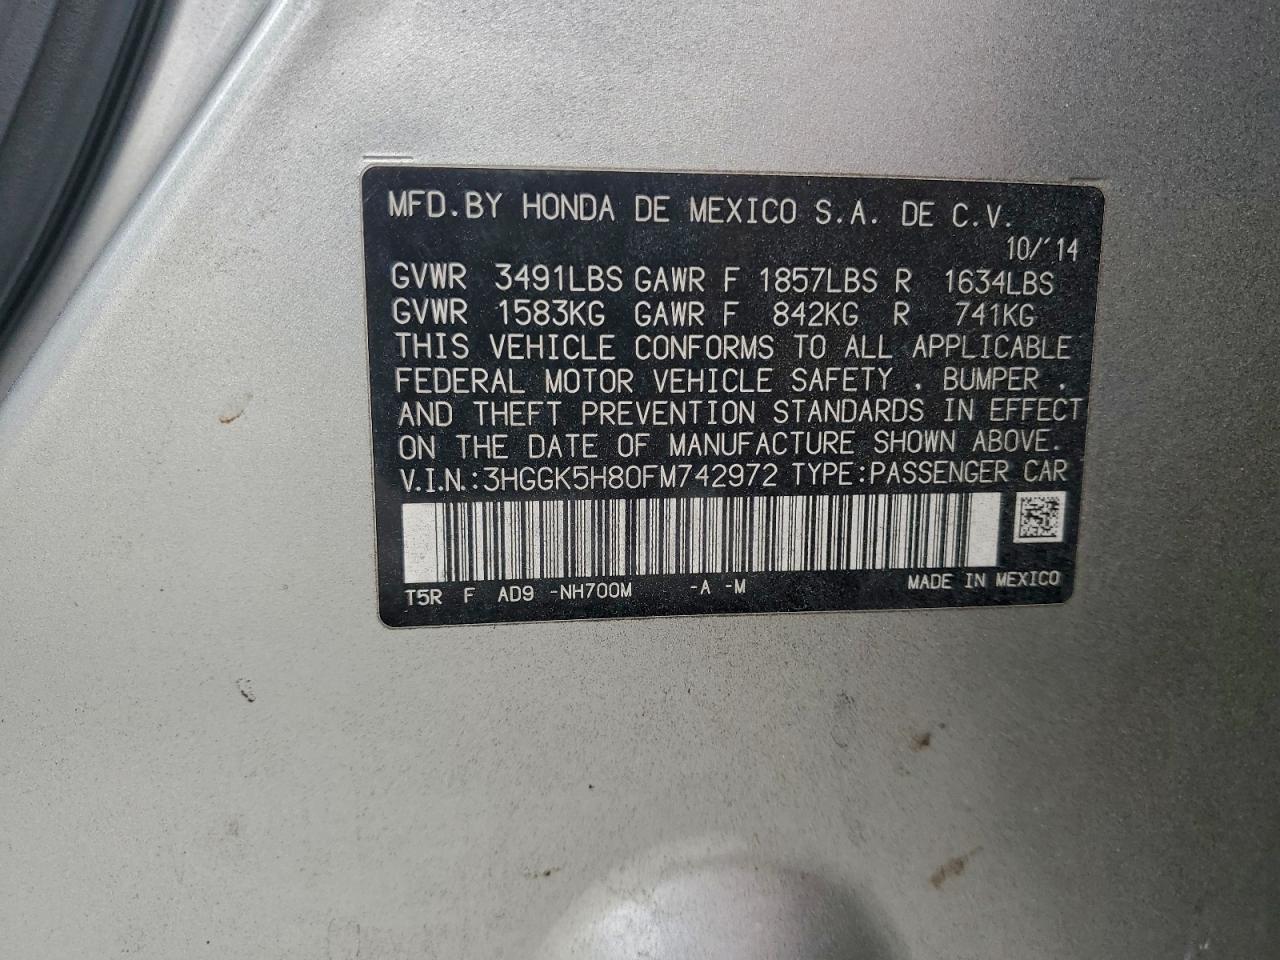 MFD.BY HONDA DE MEXICO S.A. DE C.V.
10/'14
GVWR 3491LBS GAWR F 1857LBS R 1634LBS
GVWR 1583KG GAWR F 842KG R 741KG
THIS VEHICLE CONFORMS TO ALL APPLICABLE
FEDERAL MOTOR VEHICLE SAFETY , BUMPER ,
AND THEFT PREVENTION STANDARDS IN EFFECT
ON THE DATE OF MANUFACTURE SHOWN ABOVE.
V.I.N.:3HGGK5H80FM742972 TYPE:PASSENGER CAR
T5R F AD9 -NH700M -A -M MADE IN MEXICO